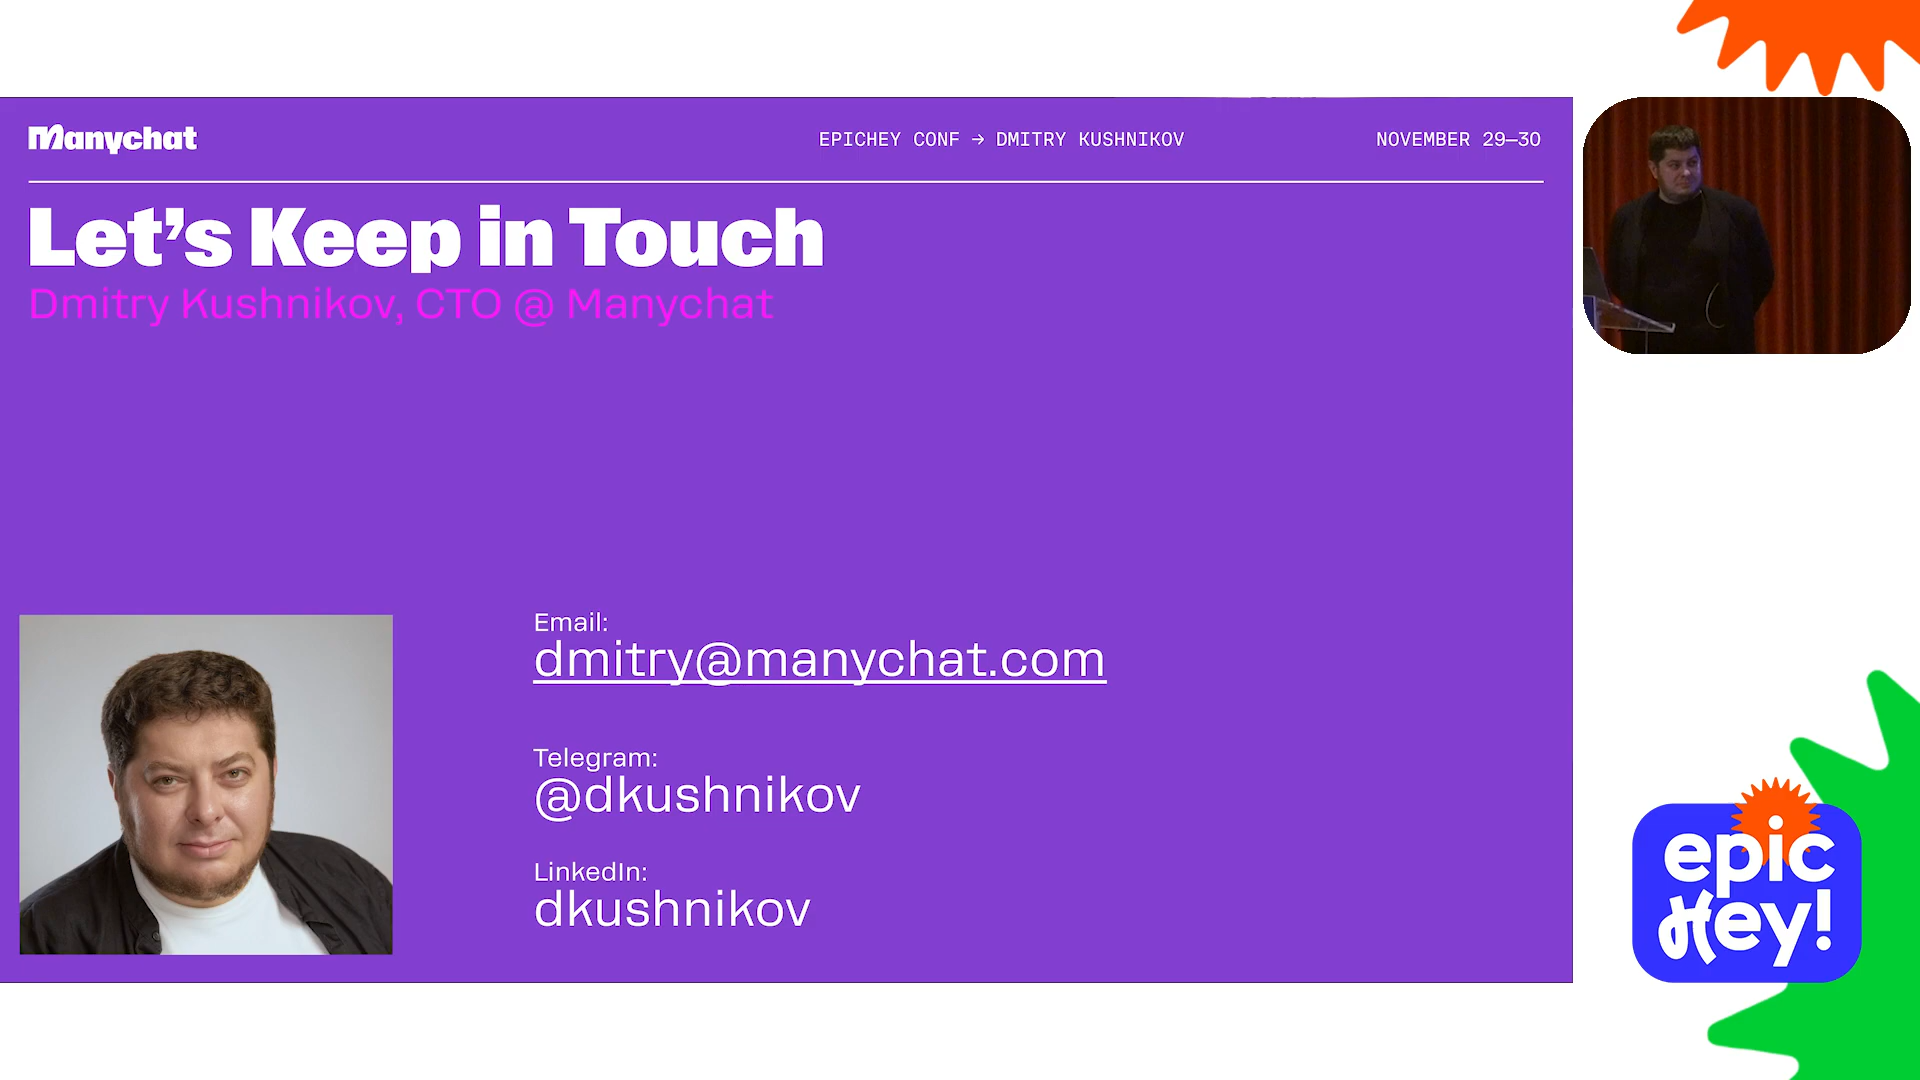 Manychat
EPICHEY CONF → DMITRY KUSHNIKOV
NOVEMBER 29–30
Let's Keep in Touch
Dmitry Kushnikov, CTO @ Manychat
Email:
dmitry@manychat.com
Telegram:
@dkushnikov
LinkedIn:
dkushnikov
epic
Hey!